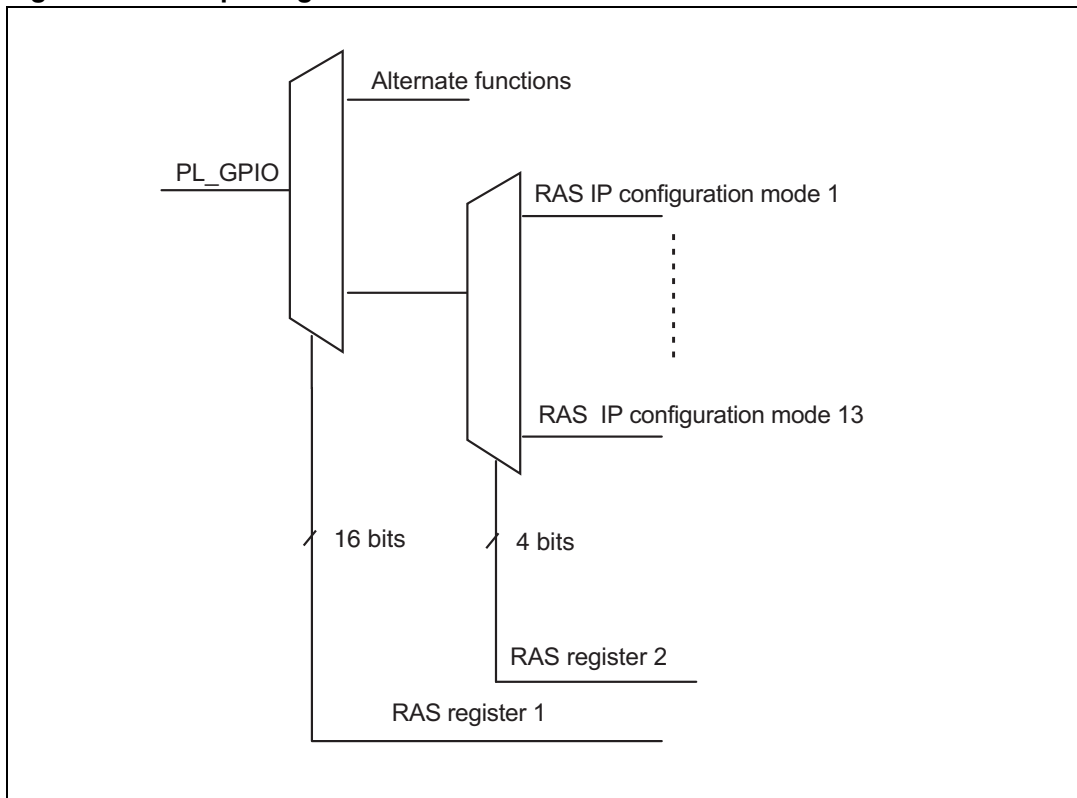 Alternate functions
PL_GPIO
RAS IP configuration mode 1
RAS IP configuration mode 13
16 bits
4 bits
RAS register 2
RAS register 1